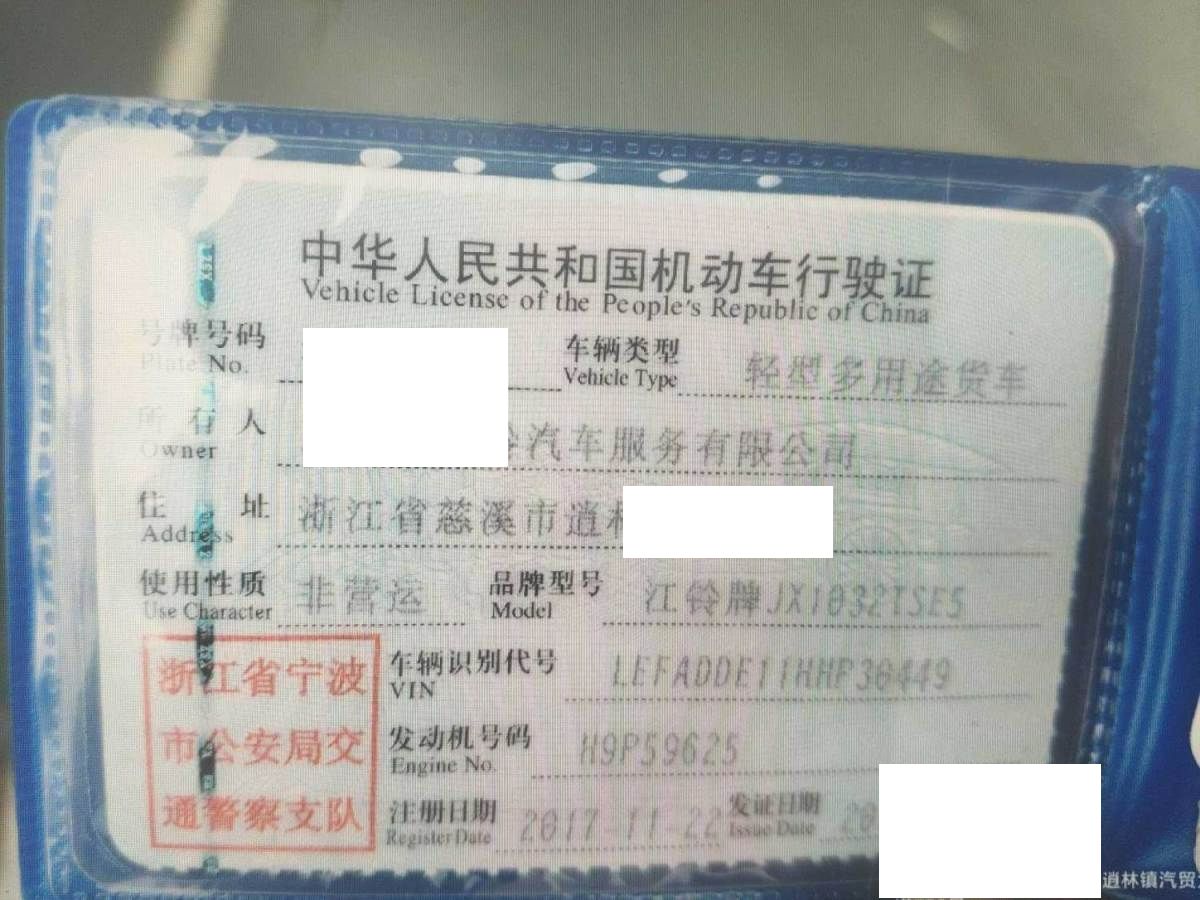 中华人民共和国机动车行驶证
Vehicle License of the People's Republic of China
号牌号码
Plate No.
车辆类型 轻型多用途货车
Vehicle Type
所有人 汽车服务有限公司
Owner
住址 浙江省慈溪市逍
Address
使用性质 非营运 品牌型号 江铃牌JX1032TSE5
Use Character Model
浙江省宁波
市公安局交
通警察支队
车辆识别代号
VIN LEFADDE11HHP30449
发动机号码 H9P59625
Engine No.
注册日期 2017-11-22 发证日期 20
Register Date Issue Date
逍林镇汽贸